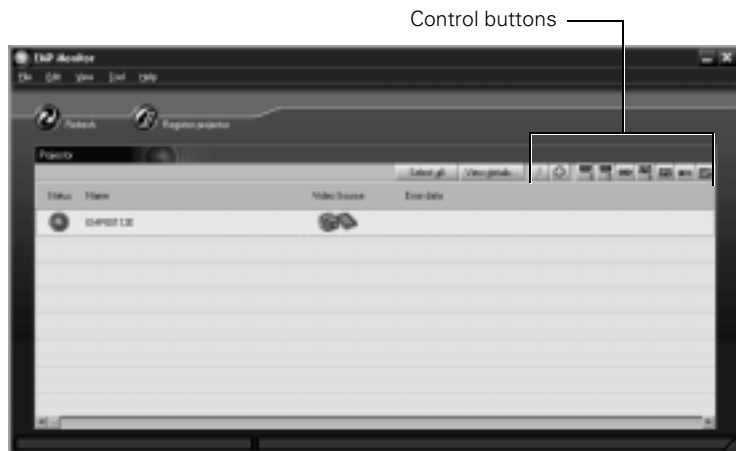 Control buttons
EMP Monitor
File Edit View Tool Help
Refresh Register projector
Projector
Select all View details...
Status Name Video Source Error data